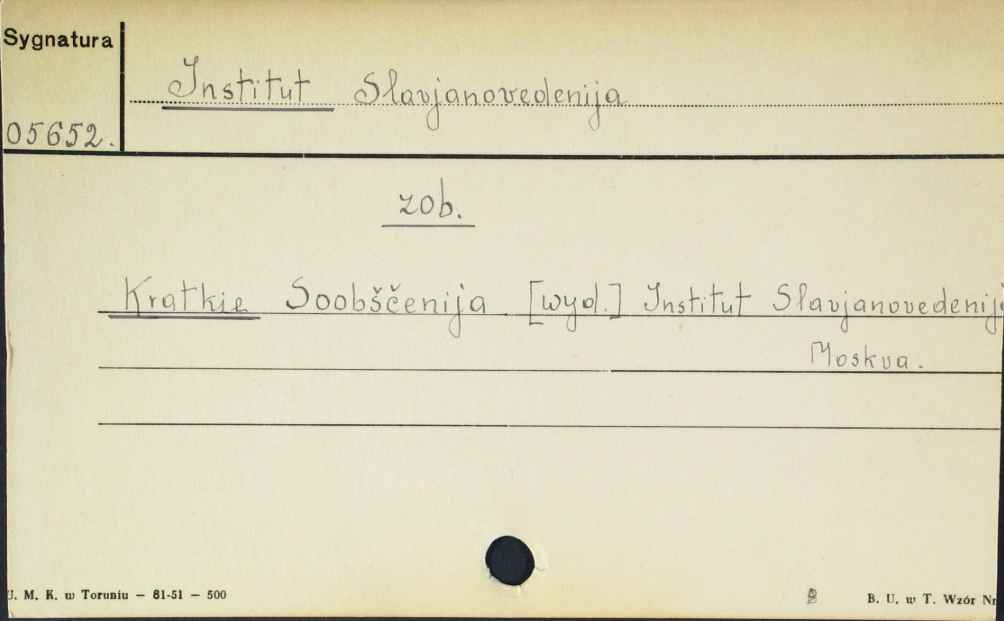 Sygnatura
Institut Slavjanovedenija
05652.
zob.
Kratkie Soobščenija [wyd.] Institut Slavjanovedenij
Moskva.
U. M. K. w Toruniu — 81-51 — 500
B. U. w T. Wzór Nr